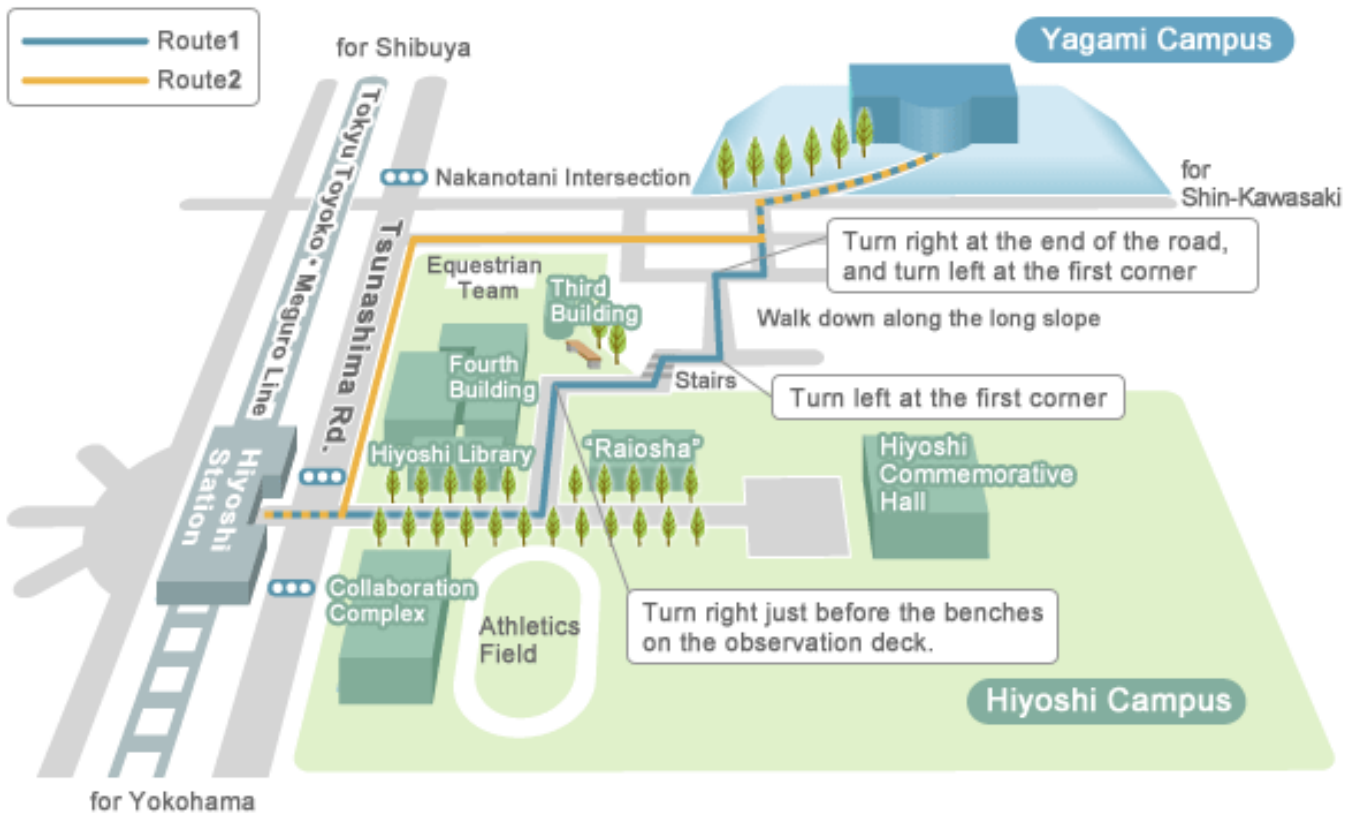 Route1
Route2
for Shibuya
Yagami Campus
Tokyu Toyoko・Meguro Line
Nakanotani Intersection
for
Shin-Kawasaki
Tsunashima Rd.
Turn right at the end of the road,
and turn left at the first corner
Equestrian
Team
Third
Building
Walk down along the long slope
Fourth
Building
Stairs
Turn left at the first corner
Hiyoshi
Station
Hiyoshi Library
"Raiosha"
Hiyoshi
Commemorative
Hall
Collaboration
Complex
Athletics
Field
Turn right just before the benches
on the observation deck.
Hiyoshi Campus
for Yokohama